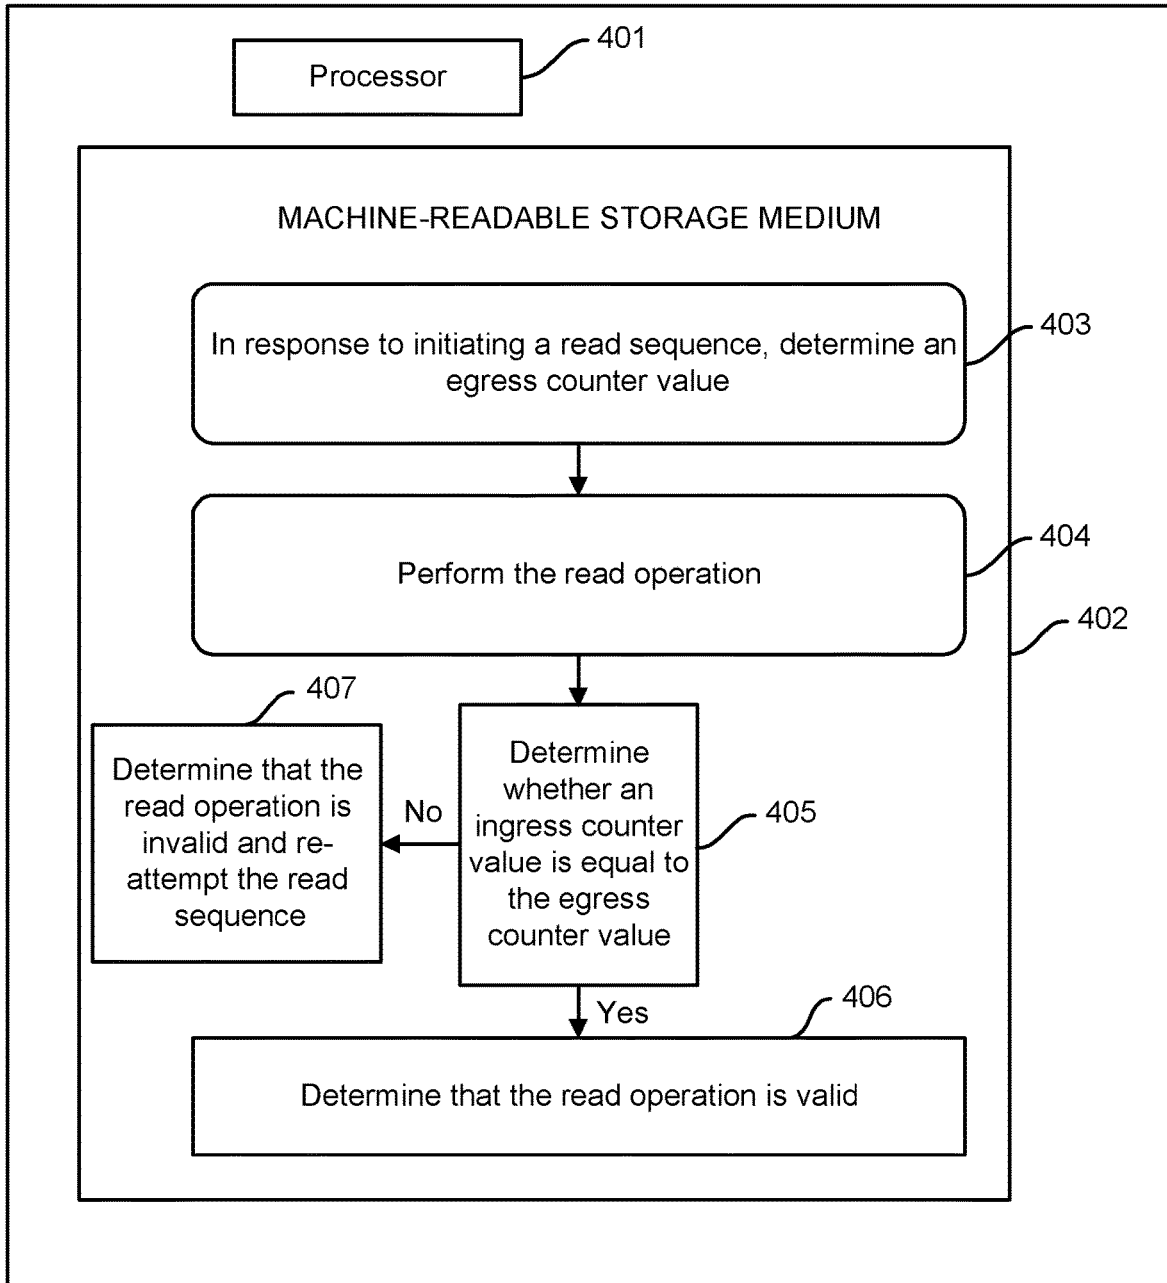 401
Processor
MACHINE-READABLE STORAGE MEDIUM
403
In response to initiating a read sequence, determine an
egress counter value
404
Perform the read operation
402
407
Determine that the
read operation is
invalid and re-
attempt the read
sequence
No
Determine
whether an
ingress counter
value is equal to
the egress
counter value
405
Yes
406
Determine that the read operation is valid